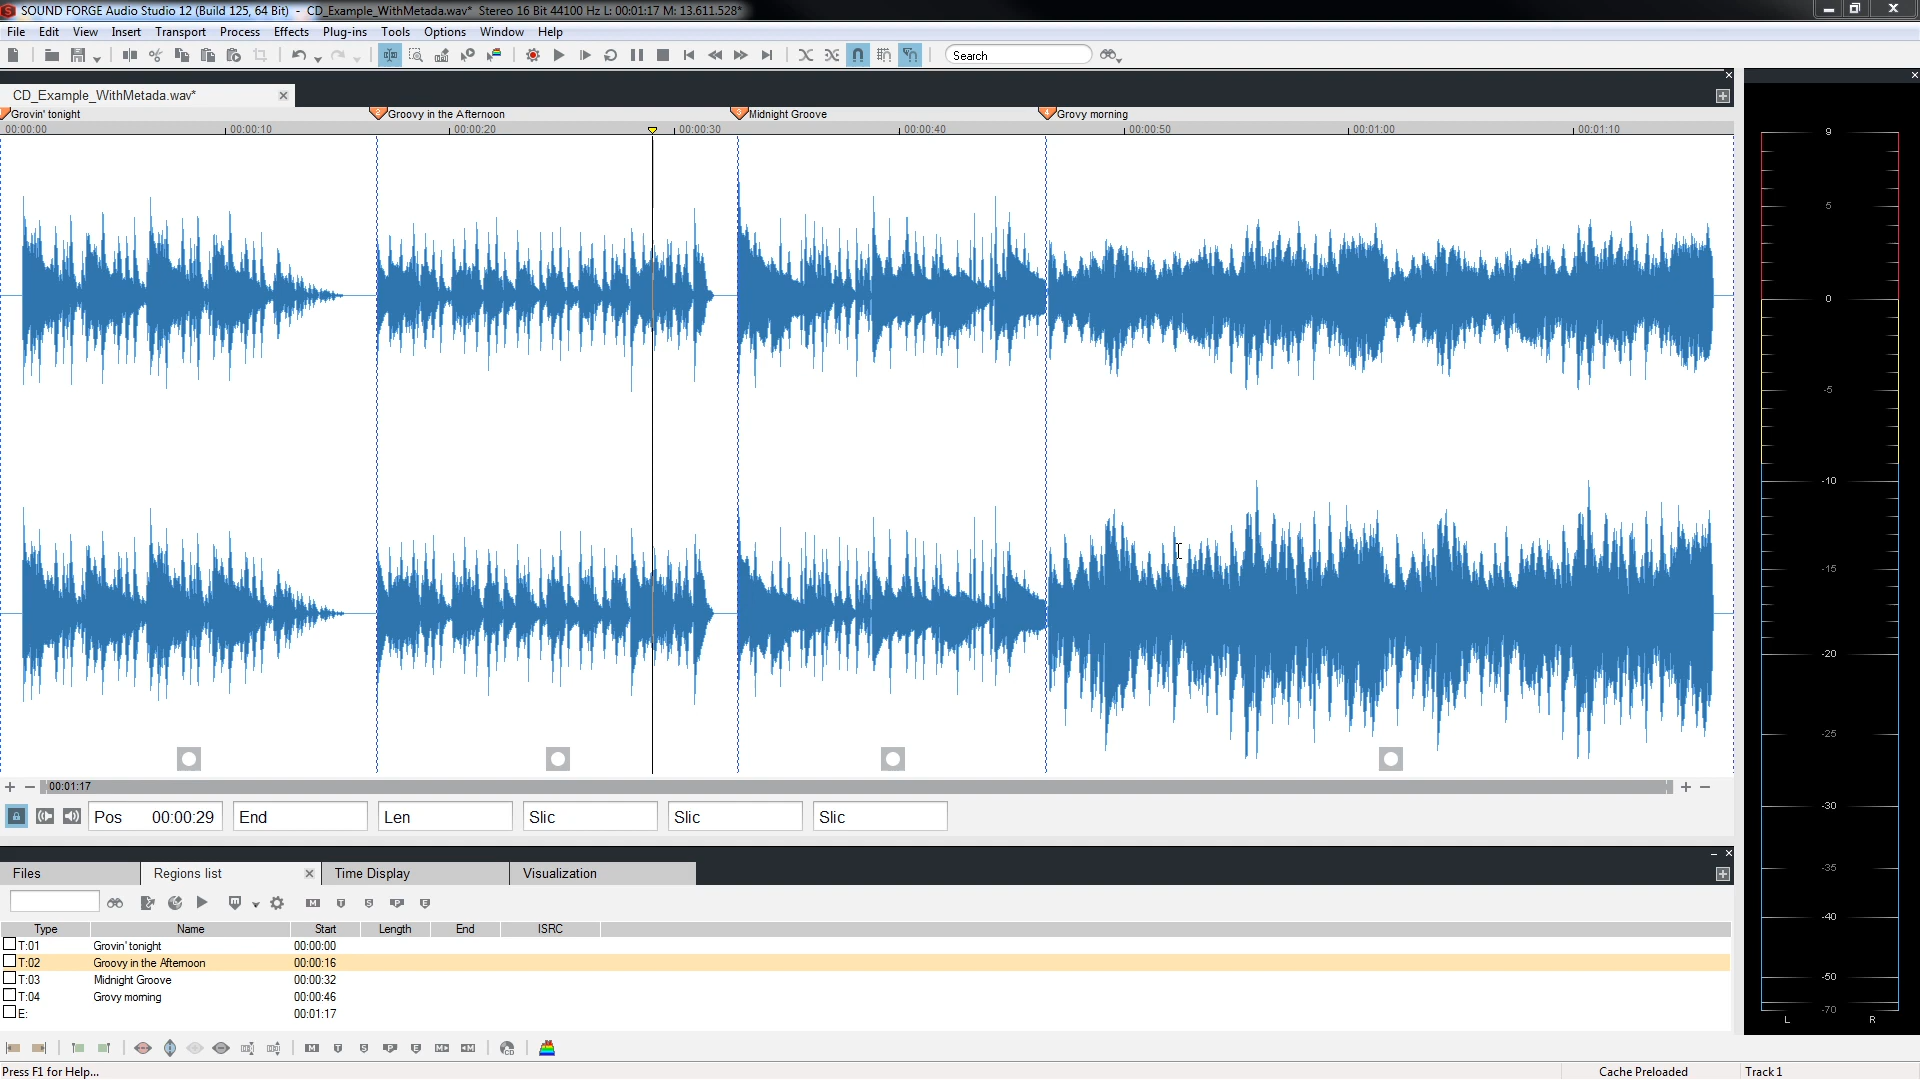 SOUND FORGE Audio Studio 12 (Build 125, 64 Bit) - CD_Example_WithMetada.wav* Stereo 16 Bit 44100 Hz L: 00:01:17 M: 13.611.528*
File Edit View Insert Transport Process Effects Plug-ins Tools Options Window Help
Search
CD_Example_WithMetada.wav*
Grovin' tonight 2 Groovy in the Afternoon 3 Midnight Groove 4 Grovy morning
00:00:00 00:00:10 00:00:20 00:00:30 00:00:40 00:00:50 00:01:00 00:01:10
9
5
0
-5
-10
-15
-20
-25
-30
-35
-40
-50
-70
L R
00:01:17
Pos 00:00:29 End Len Slic Slic Slic
Files Regions list Time Display Visualization
M T S P E
Type Name Start Length End ISRC
T:01 Grovin' tonight 00:00:00
T:02 Groovy in the Afternoon 00:00:16
T:03 Midnight Groove 00:00:32
T:04 Grovy morning 00:00:46
E: 00:01:17
M T S P E M M CD
Press F1 for Help... Cache Preloaded Track 1